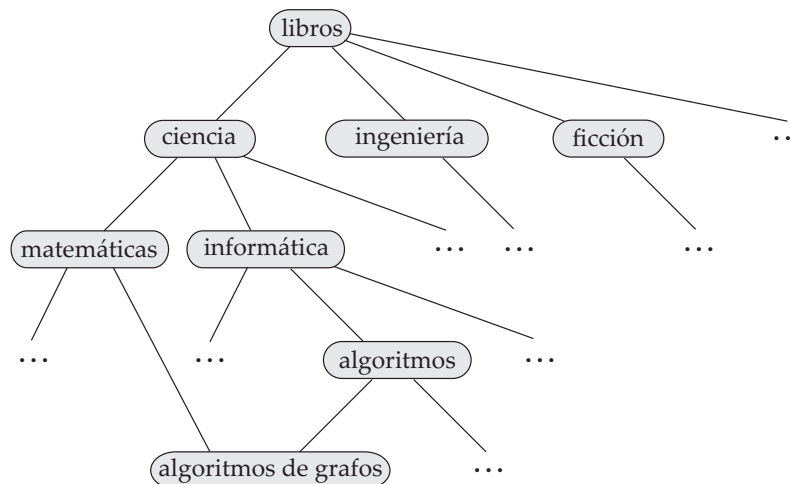 libros
ciencia
ingeniería
ficción
..
matemáticas
informática
...
...
...
...
...
algoritmos
...
algoritmos de grafos
...